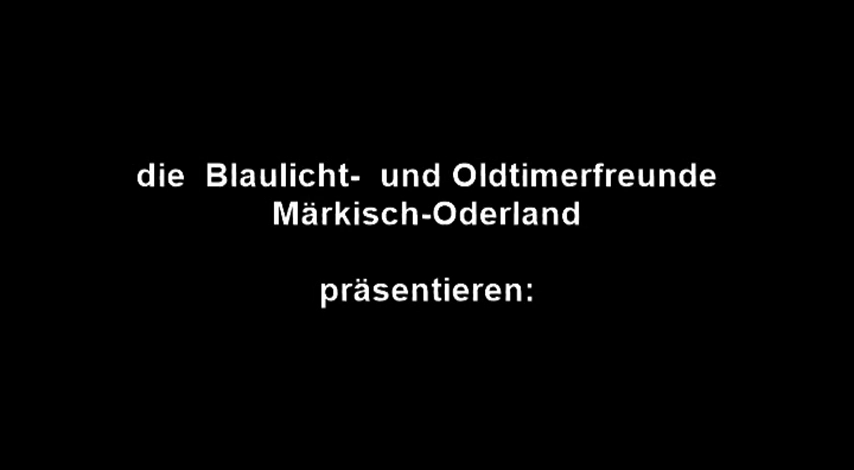 die Blaulicht- und Oldtimerfreunde
Märkisch-Oderland
präsentieren: